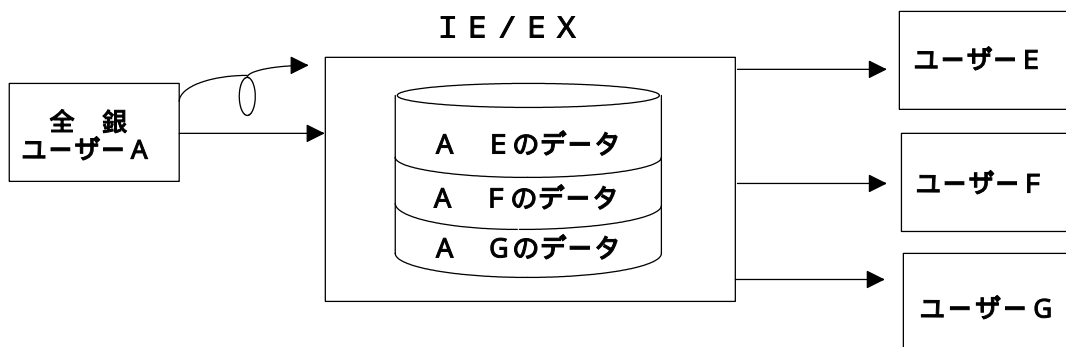 ＩＥ/ＥＸ
全　銀
ユーザーＡ
Ａ　Ｅのデータ
Ａ　Ｆのデータ
Ａ　Ｇのデータ
ユーザーＥ
ユーザーＦ
ユーザーＧ